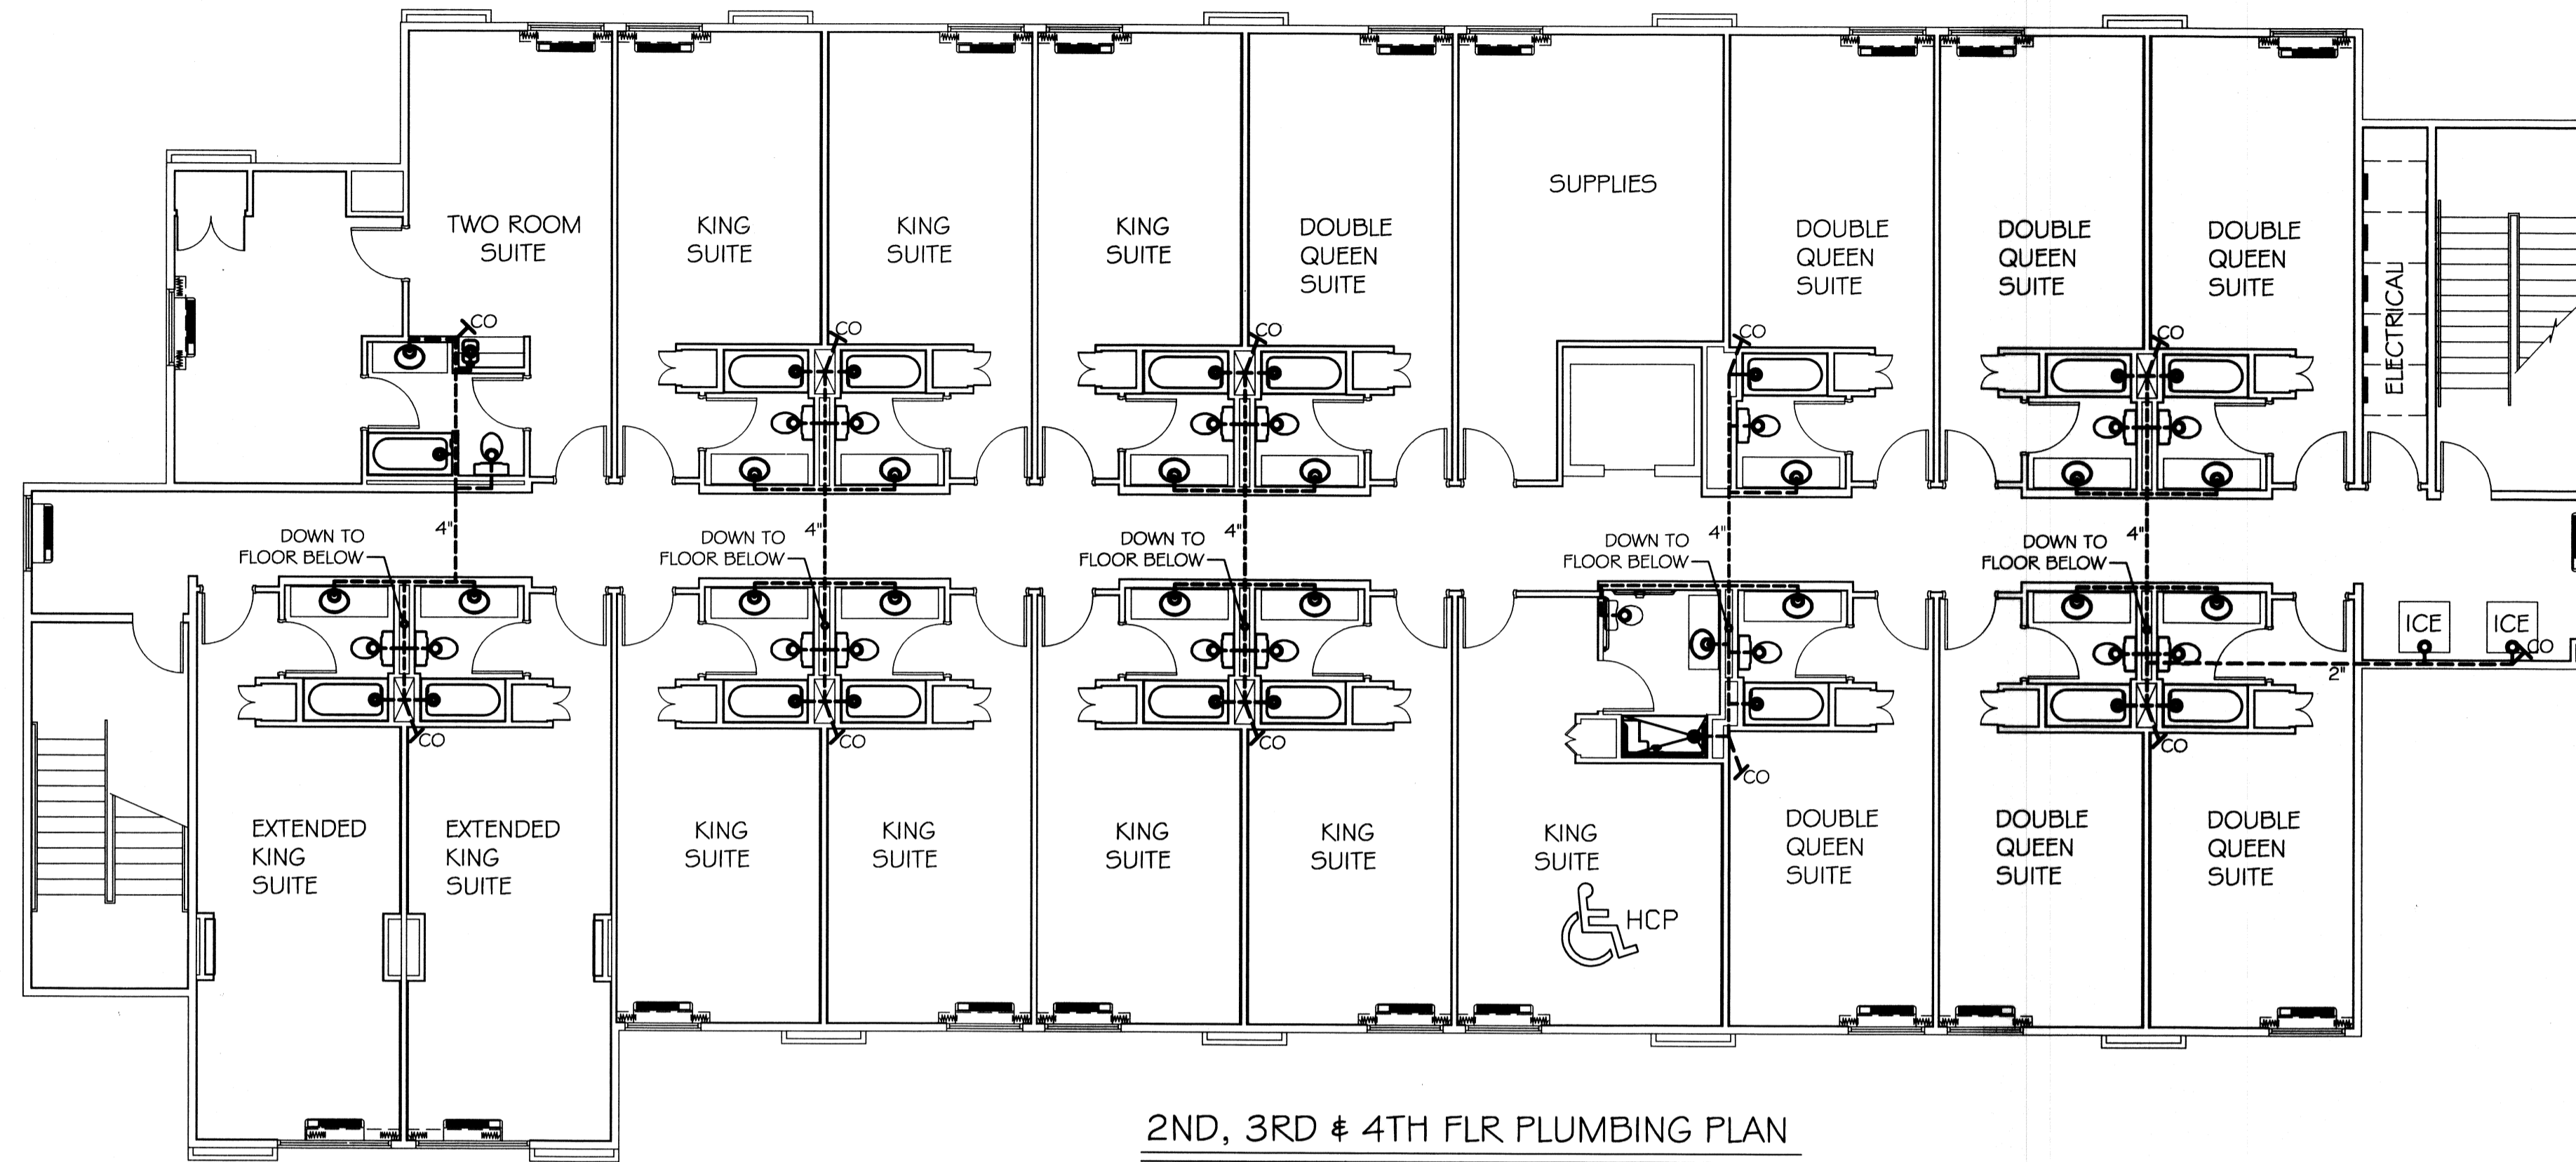 SUPPLIES
TWO ROOM
SUITE
KING
SUITE
KING
SUITE
KING
SUITE
DOUBLE
QUEEN
SUITE
DOUBLE
QUEEN
SUITE
DOUBLE
QUEEN
SUITE
DOUBLE
QUEEN
SUITE
ELECTRICAL
CO
CO
CO
CO
CO
4"
4"
4"
4"
4"
DOWN TO
FLOOR BELOW
DOWN TO
FLOOR BELOW
DOWN TO
FLOOR BELOW
DOWN TO
FLOOR BELOW
DOWN TO
FLOOR BELOW
ICE
ICE
CO
2"
CO
CO
CO
CO
CO
EXTENDED
KING
SUITE
EXTENDED
KING
SUITE
KING
SUITE
KING
SUITE
KING
SUITE
KING
SUITE
KING
SUITE
HCP
DOUBLE
QUEEN
SUITE
DOUBLE
QUEEN
SUITE
DOUBLE
QUEEN
SUITE
2ND, 3RD & 4TH FLR PLUMBING PLAN